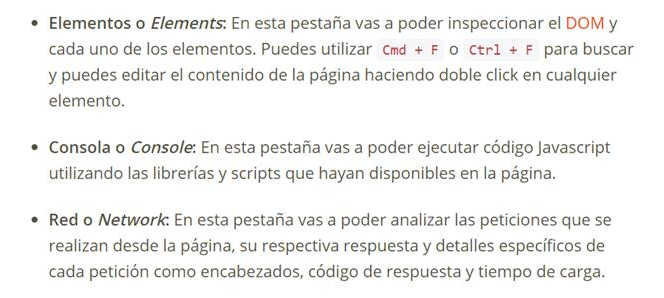 • Elementos o Elements: En esta pestaña vas a poder inspeccionar el DOM y
cada uno de los elementos. Puedes utilizar Cmd + F o Ctrl + F para buscar
y puedes editar el contenido de la página haciendo doble click en cualquier
elemento.
• Consola o Console: En esta pestaña vas a poder ejecutar código Javascript
utilizando las librerías y scripts que hayan disponibles en la página.
• Red o Network: En esta pestaña vas a poder analizar las peticiones que se
realizan desde la página, su respectiva respuesta y detalles específicos de
cada petición como encabezados, código de respuesta y tiempo de carga.